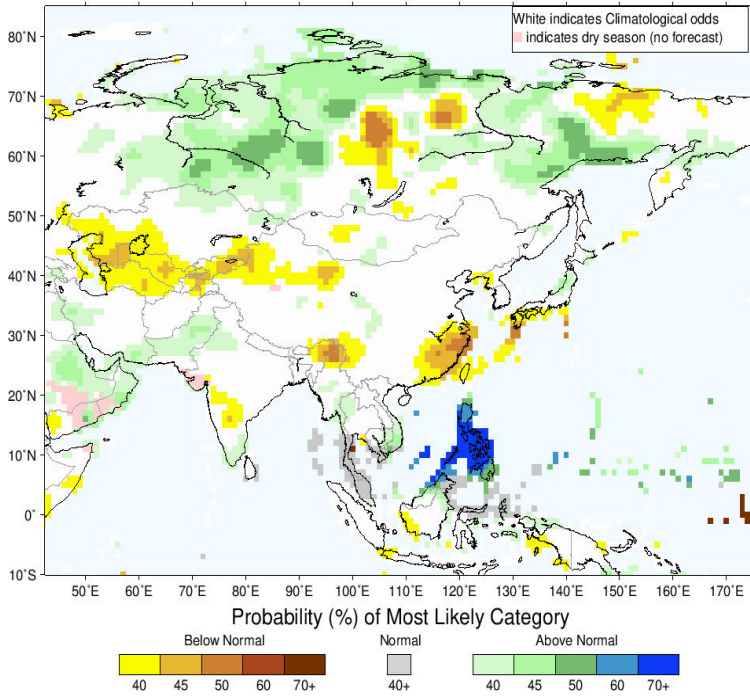 White indicates Climatological odds
indicates dry season (no forecast)
80˚N
70˚N
60˚N
50˚N
40˚N
30˚N
20˚N
10˚N
0˚
10˚S
50˚E 60˚E 70˚E 80˚E 90˚E 100˚E 110˚E 120˚E 130˚E 140˚E 150˚E 160˚E 170˚E
Probability (%) of Most Likely Category
Below Normal Normal Above Normal
40 45 50 60 70+ 40+ 40 45 50 60 70+